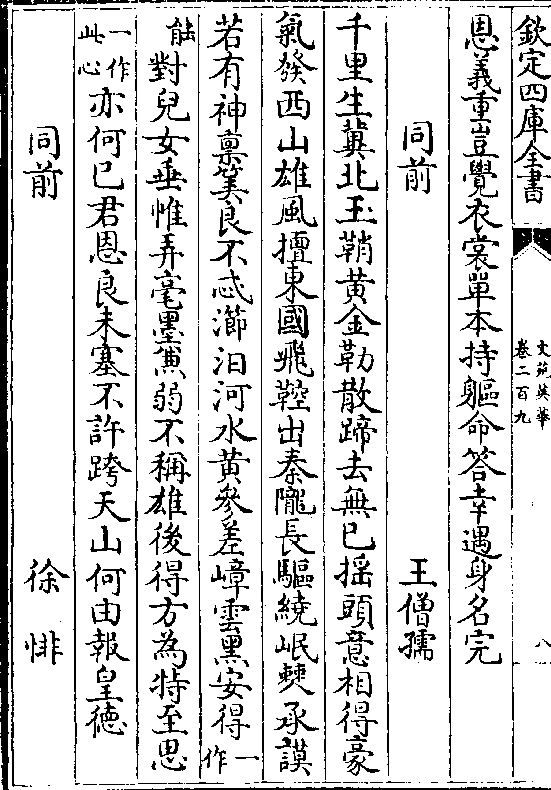 欽定四庫全書
文苑英華
卷二百九
八
恩義重豈覺衣裳單本持軀命答幸遇身名完
同前
王僧孺
千里生冀北玉鞘黄金勒散蹄去無已揺頭意相得豪
氣發西山雄風擅東國飛鞚出秦隴長驅繞岷㒤承謨
若有神禀筭良不忒㶕汨河水黄參差嶂雲黑安得一作
能對兒女垂帷弄毫墨兼弱不稱雄後得方為特至思
一作此心亦何已君恩良未塞不許跨天山何由報皇徳
同前
徐悱